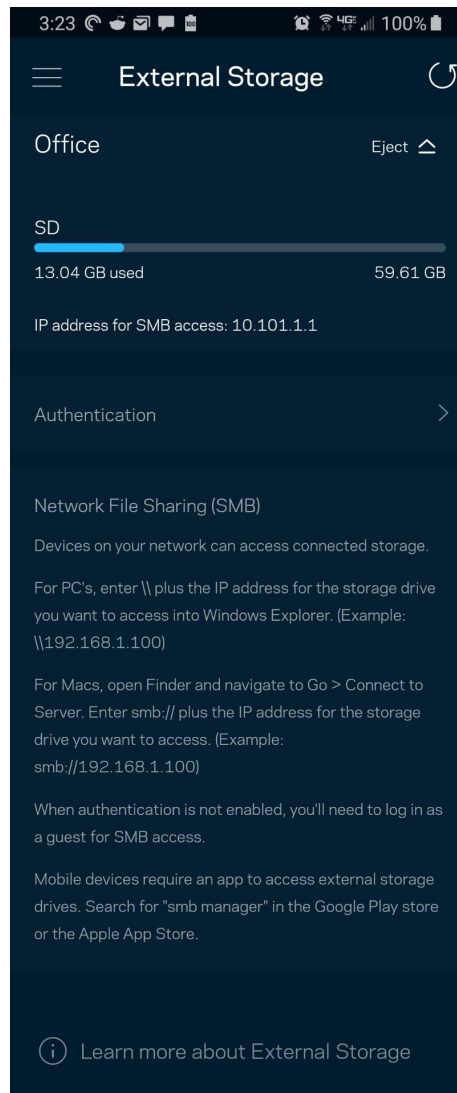 3:23 100 4GE 100%
External Storage
Office Eject
SD
13.04 GB used 59.61 GB
IP address for SMB access: 10.101.1.1
Authentication
Network File Sharing (SMB)
Devices on your network can access connected storage.
For PC's, enter \\ plus the IP address for the storage drive
you want to access into Windows Explorer. (Example:
\\192.168.1.100)
For Macs, open Finder and navigate to Go > Connect to
Server. Enter smb:// plus the IP address for the storage
drive you want to access. (Example:
smb://192.168.1.100)
When authentication is not enabled, you'll need to log in as
a guest for SMB access.
Mobile devices require an app to access external storage
drives. Search for "smb manager" in the Google Play store
or the Apple App Store.
Learn more about External Storage